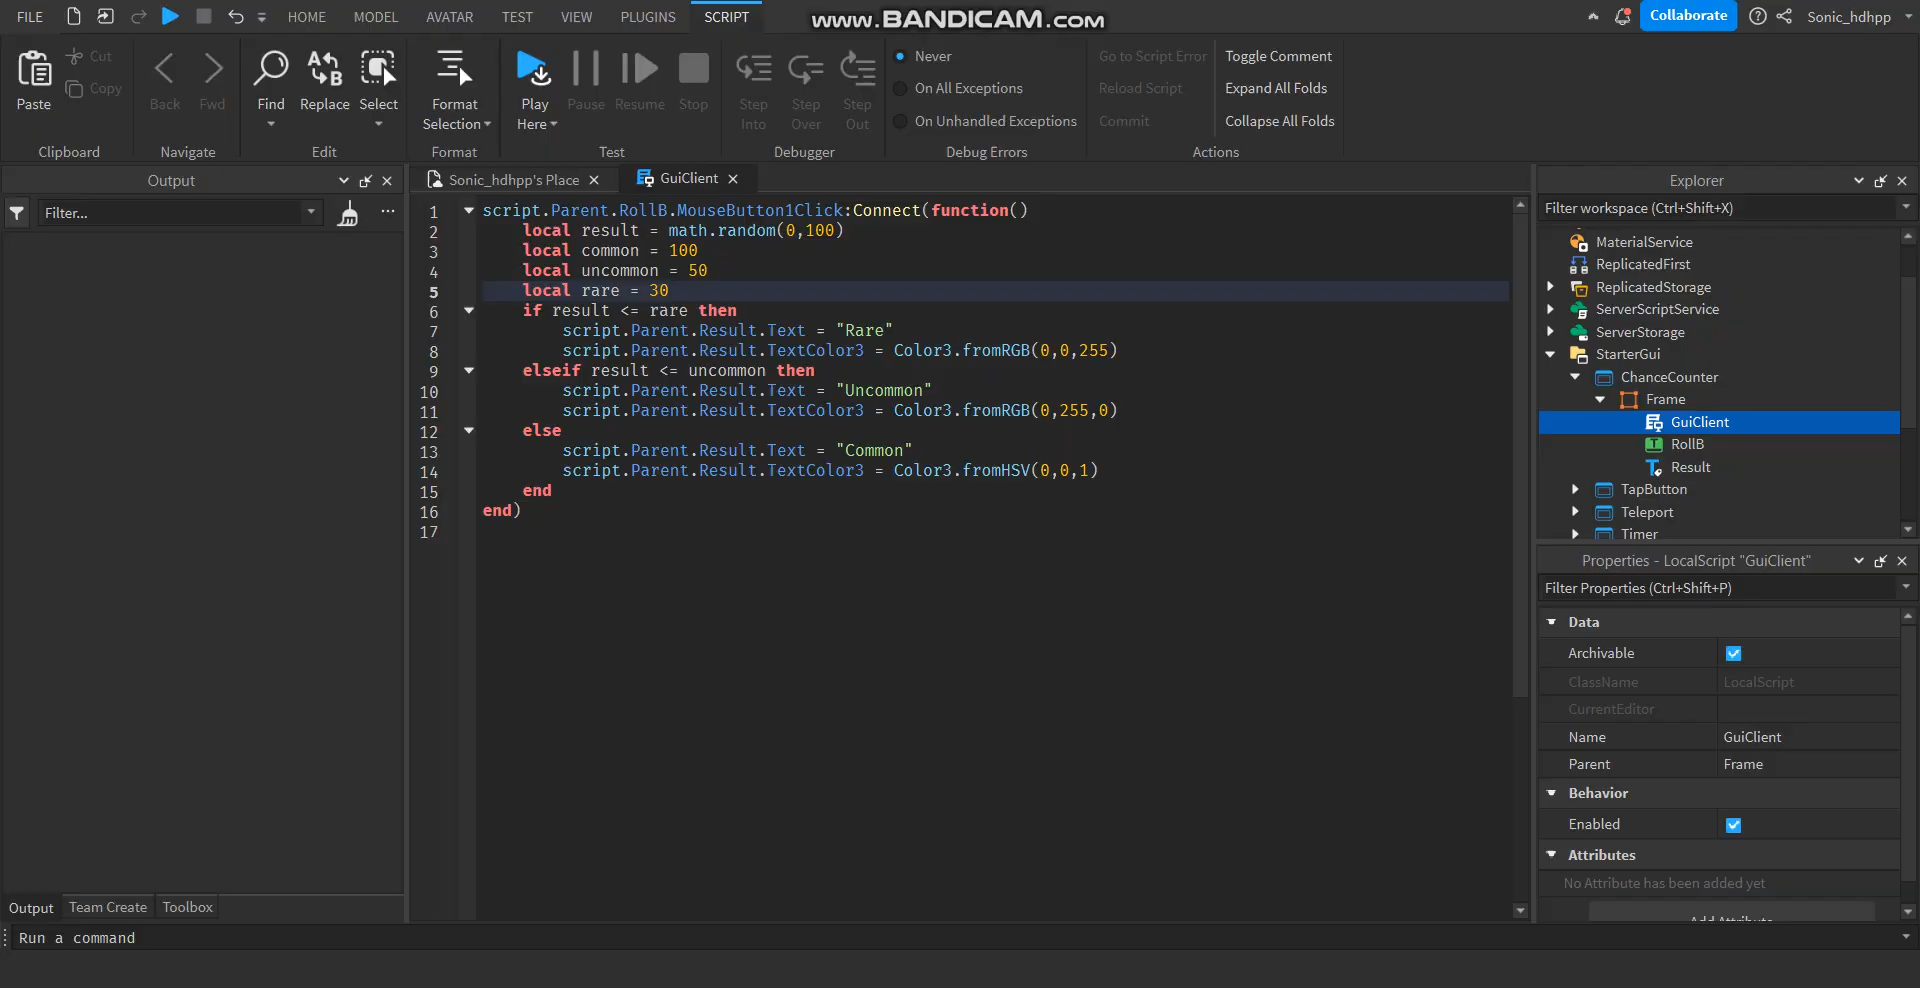 FILE HOME MODEL AVATAR TEST VIEW PLUGINS SCRIPT www.BANDICAM.com Collaborate Sonic_hdhpp
Paste Cut Copy Back Fwd Find Replace Select Format Selection Play Here Pause Resume Stop Step Into Step Over Step Out
Never
On All Exceptions
On Unhandled Exceptions
Go to Script Error
Reload Script
Commit
Toggle Comment
Expand All Folds
Collapse All Folds
Clipboard Navigate Edit Format Test Debugger Debug Errors Actions
Output
Filter...
Sonic_hdhpp's Place GuiClient
1 script.Parent.RollB.MouseButton1Click:Connect(function()
2 local result = math.random(0,100)
3 local common = 100
4 local uncommon = 50
5 local rare = 30
6 if result <= rare then
7 script.Parent.Result.Text = "Rare"
8 script.Parent.Result.TextColor3 = Color3.fromRGB(0,0,255)
9 elseif result <= uncommon then
10 script.Parent.Result.Text = "Uncommon"
11 script.Parent.Result.TextColor3 = Color3.fromRGB(0,255,0)
12 else
13 script.Parent.Result.Text = "Common"
14 script.Parent.Result.TextColor3 = Color3.fromHSV(0,0,1)
15 end
16 end)
17
Explorer
Filter workspace (Ctrl+Shift+X)
MaterialService
ReplicatedFirst
ReplicatedStorage
ServerScriptService
ServerStorage
StarterGui
ChanceCounter
Frame
GuiClient
RollB
Result
TapButton
Teleport
Timer
Properties - LocalScript "GuiClient"
Filter Properties (Ctrl+Shift+P)
Data
Archivable
ClassName LocalScript
CurrentEditor
Name GuiClient
Parent Frame
Behavior
Enabled
Attributes
No Attribute has been added yet
Add Attribute
Output Team Create Toolbox
Run a command